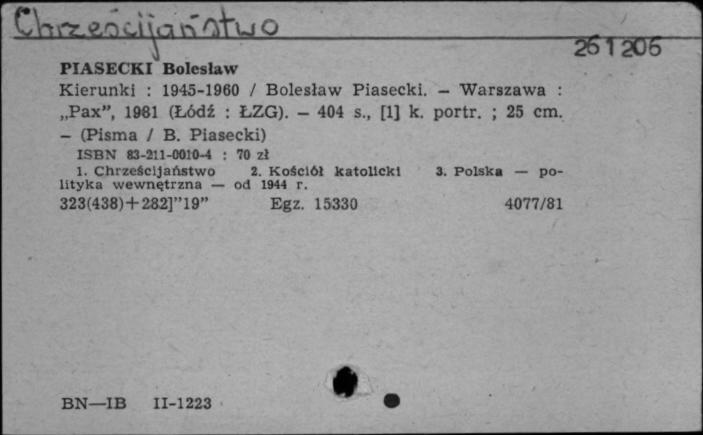 Chrześcijaństwo
261206
PIASECKI Bolesław
Kierunki : 1945-1960 / Bolesław Piasecki. — Warszawa :
„Pax”, 1981 (Łódź : ŁZG). — 404 s., [1] k. portr. ; 25 cm.
— (Pisma / B. Piasecki)
ISBN 83-211-0010-4 : 70 zł
1. Chrześcijaństwo 2. Kościół katolicki 3. Polska — po-
lityka wewnętrzna — od 1944 r.
323(438)+282]”19” Egz. 15330 4077/81
BN—IB II-1223